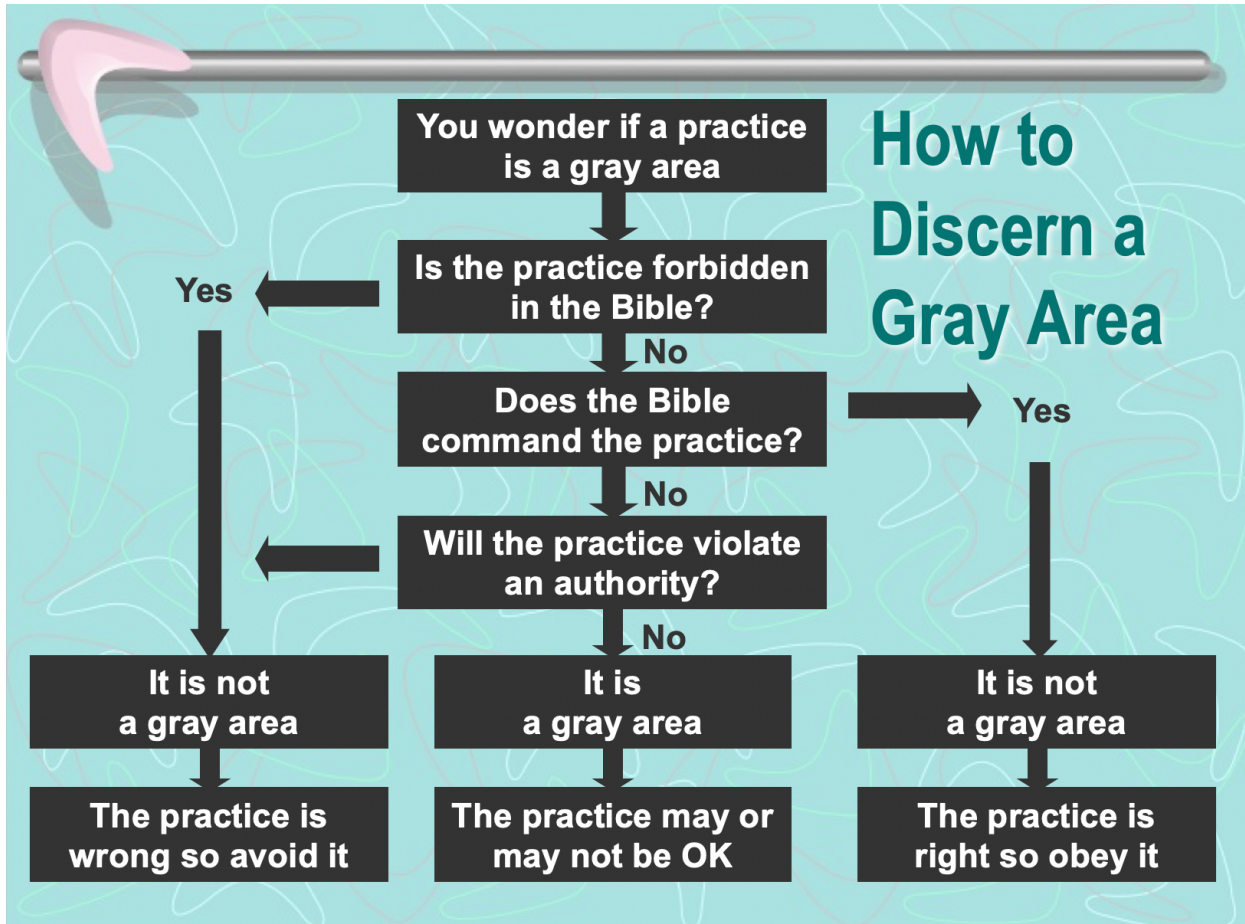 How to
Discern a
Gray Area
You wonder if a practice
is a gray area
Is the practice forbidden
in the Bible?
Yes
No
Does the Bible
command the practice?
Yes
No
Will the practice violate
an authority?
No
It is not
a gray area
It is
a gray area
It is not
a gray area
The practice is
wrong so avoid it
The practice may or
may not be OK
The practice is
right so obey it